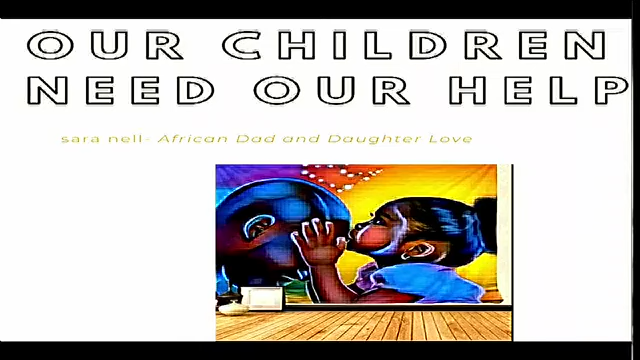 OUR CHILDREN
NEED OUR HELP
sara nell- African Dad and Daughter Love